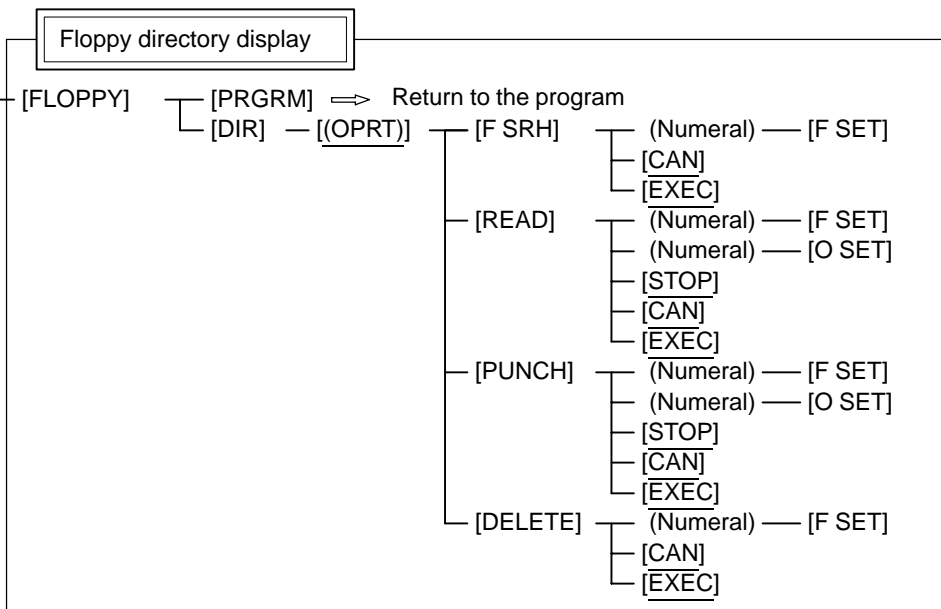 Floppy directory display
[FLOPPY] [PRGRM] Return to the program
[DIR] [(OPRT)] [F SRH] (Numeral) [F SET]
[CAN]
[EXEC]
[READ] (Numeral) [F SET]
(Numeral) [O SET]
[STOP]
[CAN]
[EXEC]
[PUNCH] (Numeral) [F SET]
(Numeral) [O SET]
[STOP]
[CAN]
[EXEC]
[DELETE] (Numeral) [F SET]
[CAN]
[EXEC]